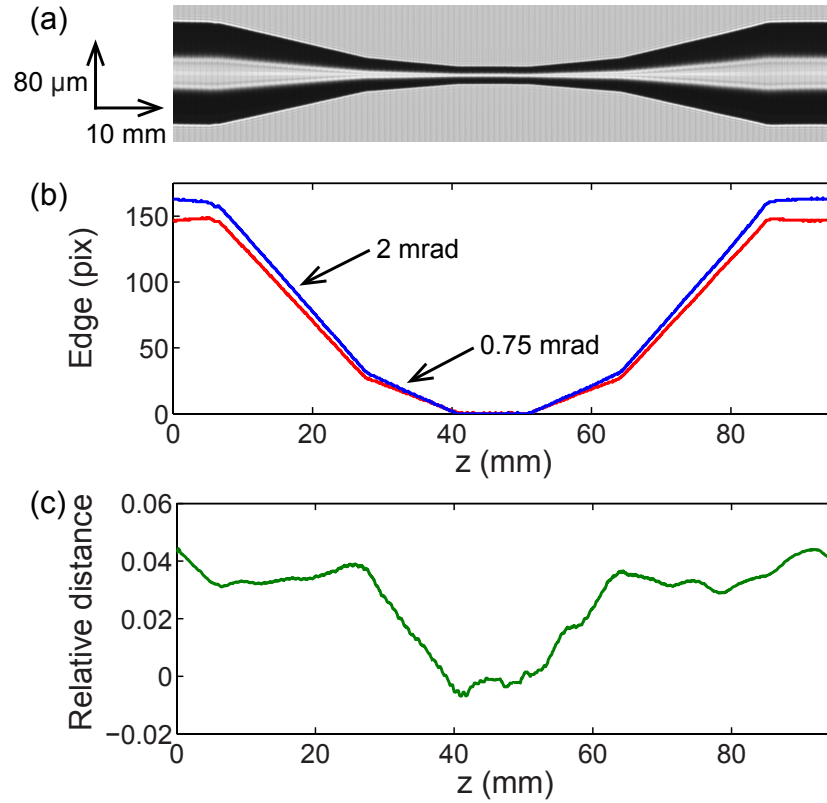 (a)
80 µm
10 mm
(b)
Edge (pix)
150
100
50
0
2 mrad
0.75 mrad
0 20 40 60 80
z (mm)
(c)
Relative distance
0.06
0.04
0.02
0
−0.02
0 20 40 60 80
z (mm)